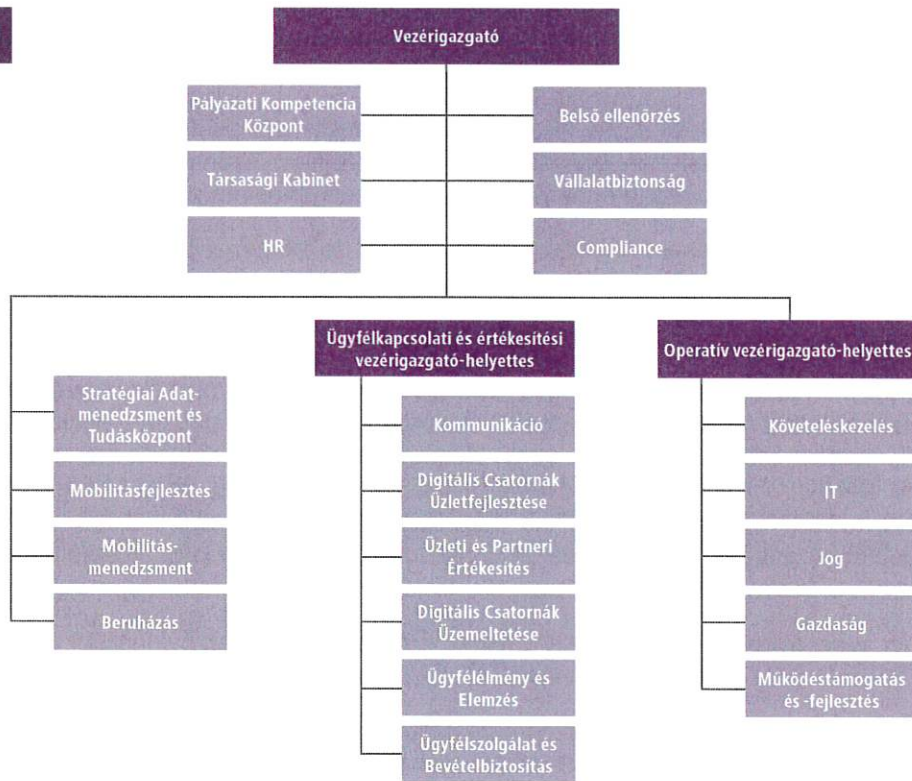 Vezérigazgató
Pályázati Kompetencia
Központ
Belső ellenőrzés
Társasági Kabinet
Vállalatbiztonság
HR
Compliance
Stratégiai Adat-
menedzsment és
Tudásközpont
Mobilitásfejlesztés
Mobilitás-
menedzsment
Beruházás
Ügyfélkapcsolati és értékesítési
vezérigazgató-helyettes
Kommunikáció
Digitális Csatornák
Üzletfejlesztése
Üzleti és Partneri
Értékesítés
Digitális Csatornák
Üzemeltetése
Ügyfélélmény és
Elemzés
Ügyfélszolgálat és
Bevételbiztosítás
Operatív vezérigazgató-helyettes
Követeléskezelés
IT
Jog
Gazdaság
Működéstámogatás
és -fejlesztés